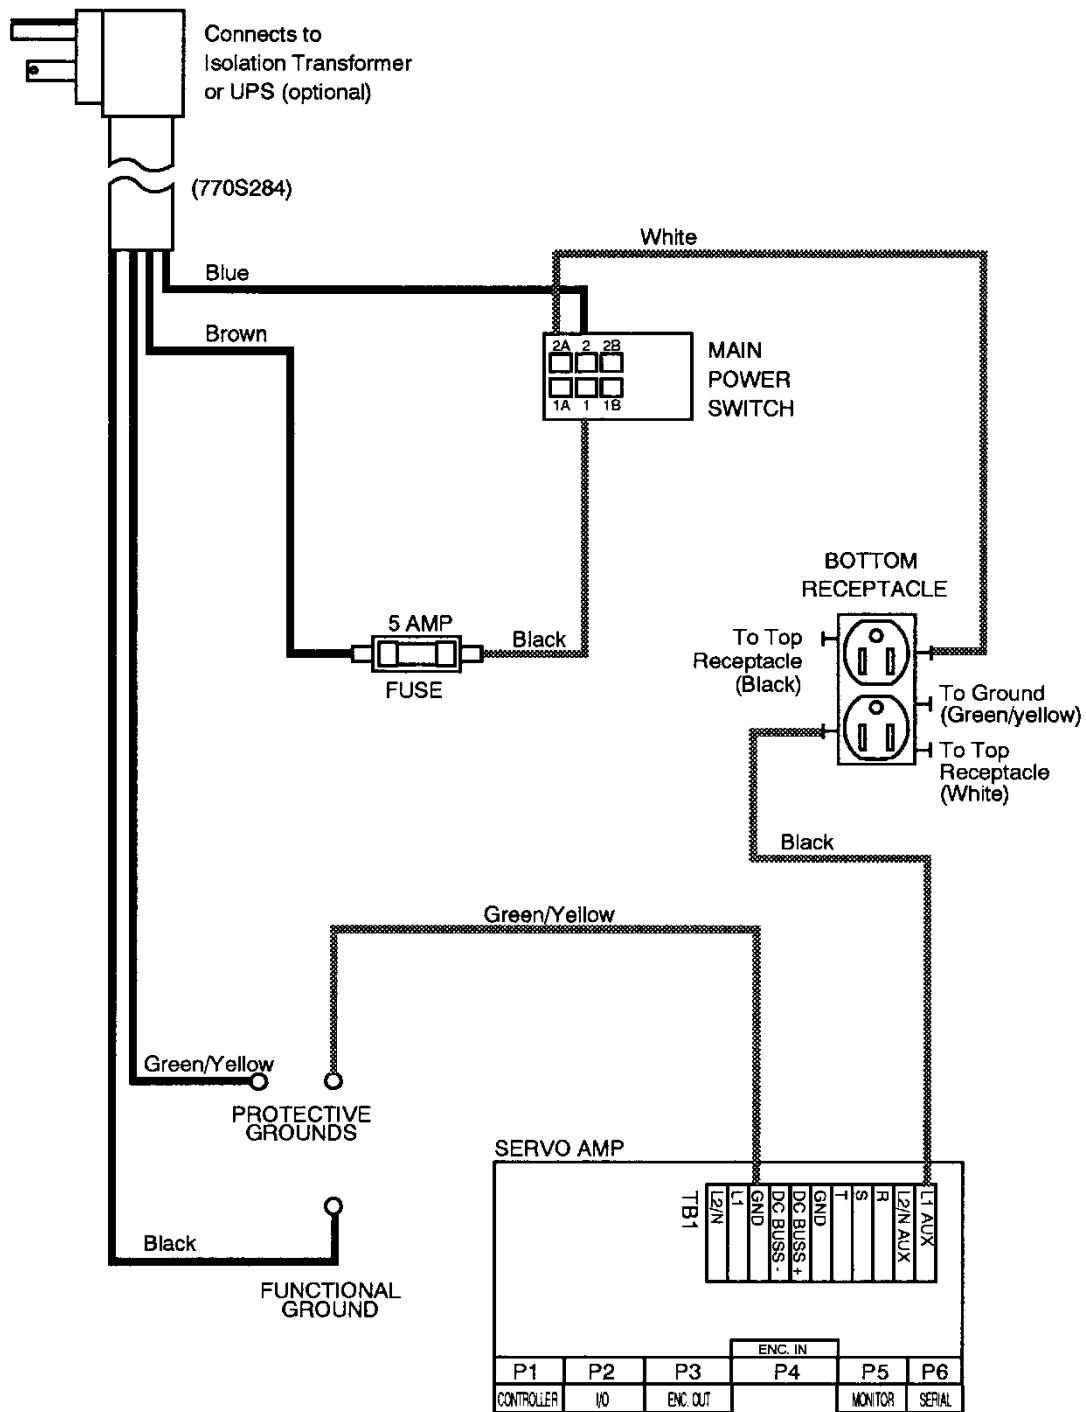 Connects to
Isolation Transformer
or UPS (optional)
(770S284)
White
Blue
Brown
2A 2 2B
1A 1 1B
MAIN
POWER
SWITCH
BOTTOM
RECEPTACLE
5 AMP
FUSE
Black
To Top
Receptacle
(Black)
To Ground
(Green/yellow)
To Top
Receptacle
(White)
Black
Green/Yellow
Green/Yellow
PROTECTIVE
GROUNDS
Black
FUNCTIONAL
GROUND
SERVO AMP
TB1
L2/N
L1
GND
DC BUSS -
DC BUSS +
GND
T
S
R
L2/N AUX
L1 AUX
ENC. IN
P1 P2 P3 P4 P5 P6
CONTROLLER I/O ENC. OUT MONITOR SERIAL